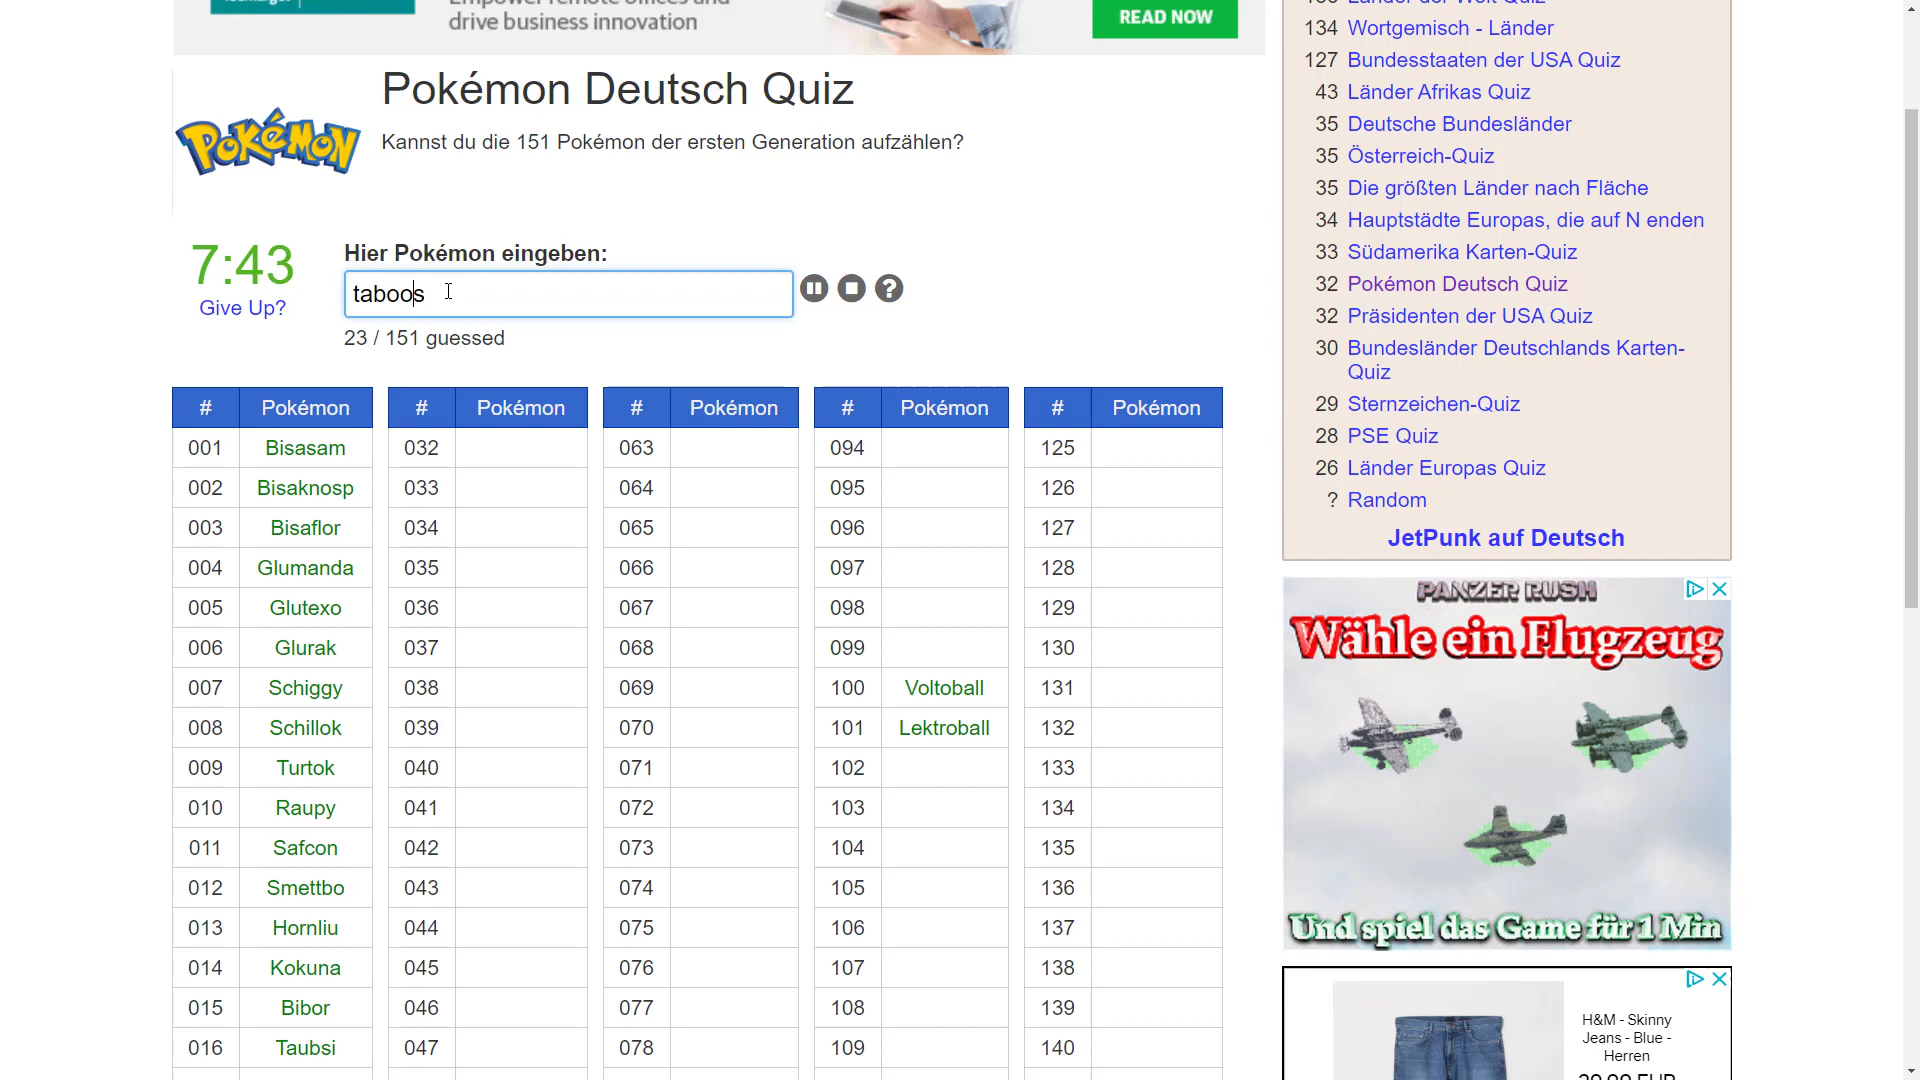 Empower remote offices and
drive business innovation
READ NOW
Pokémon Deutsch Quiz
POKéMON
Kannst du die 151 Pokémon der ersten Generation aufzählen?
7:43
Give Up?
Hier Pokémon eingeben:
taboos
23 / 151 guessed
# Pokémon # Pokémon # Pokémon # Pokémon # Pokémon
001 Bisasam 032 063 094 125
002 Bisaknosp 033 064 095 126
003 Bisaflor 034 065 096 127
004 Glumanda 035 066 097 128
005 Glutexo 036 067 098 129
006 Glurak 037 068 099 130
007 Schiggy 038 069 100 Voltoball 131
008 Schillok 039 070 101 Lektroball 132
009 Turtok 040 071 102 133
010 Raupy 041 072 103 134
011 Safcon 042 073 104 135
012 Smettbo 043 074 105 136
013 Hornliu 044 075 106 137
014 Kokuna 045 076 107 138
015 Bibor 046 077 108 139
016 Taubsi 047 078 109 140
Länder der Welt Quiz
134 Wortgemisch - Länder
127 Bundesstaaten der USA Quiz
43 Länder Afrikas Quiz
35 Deutsche Bundesländer
35 Österreich-Quiz
35 Die größten Länder nach Fläche
34 Hauptstädte Europas, die auf N enden
33 Südamerika Karten-Quiz
32 Pokémon Deutsch Quiz
32 Präsidenten der USA Quiz
30 Bundesländer Deutschlands Karten-
Quiz
29 Sternzeichen-Quiz
28 PSE Quiz
26 Länder Europas Quiz
? Random
JetPunk auf Deutsch
PANZER RUSH
Wähle ein Flugzeug
Und spiel das Game für 1 Min
H&M - Skinny
Jeans - Blue -
Herren